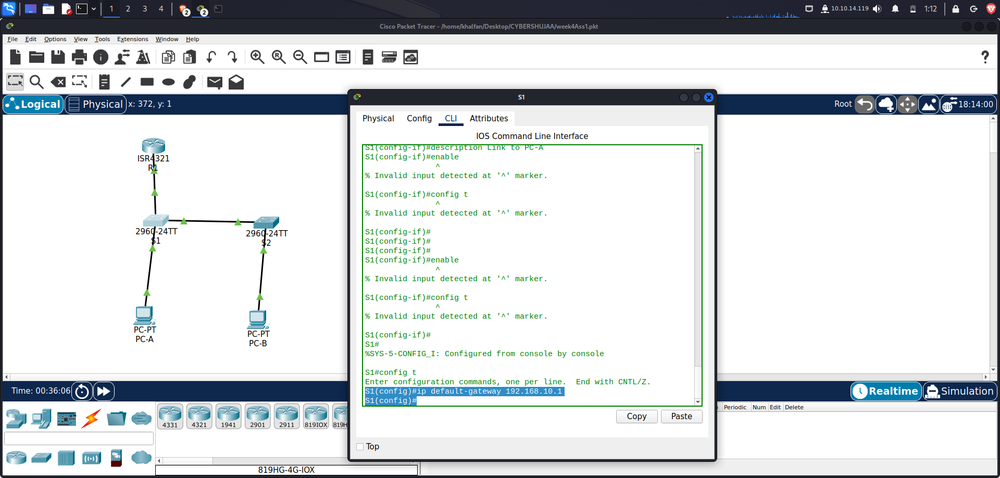 1
2
3
4
2
2
10.10.14.119
1:12
Cisco Packet Tracer - /home/khalfan/Desktop/CYBERSHUJAA/week4Ass1.pkt
File Edit Options View Tools Extensions Window Help
Logical
Physical
x: 372, y: 1
Root
18:14:00
ISR4321
R1
2960-24TT
S1
2960-24TT
S2
PC-PT
PC-A
PC-PT
PC-B
S1
Physical Config CLI Attributes
IOS Command Line Interface
S1(config-if)#description Link to PC-A
S1(config-if)#enable
^
% Invalid input detected at '^' marker.
S1(config-if)#config t
^
% Invalid input detected at '^' marker.
S1(config-if)#
S1(config-if)#
S1(config-if)#
S1(config-if)#enable
^
% Invalid input detected at '^' marker.
S1(config-if)#config t
^
% Invalid input detected at '^' marker.
S1(config-if)#
S1#
%SYS-5-CONFIG_I: Configured from console by console
S1#config t
Enter configuration commands, one per line.  End with CNTL/Z.
S1(config)#ip default-gateway 192.168.10.1
S1(config)#
Copy
Paste
Top
Time: 00:36:06
Realtime
Simulation
Periodic Num Edit Delete
4331
4321
1941
2901
2911
819IOX
819H
819HG-4G-IOX